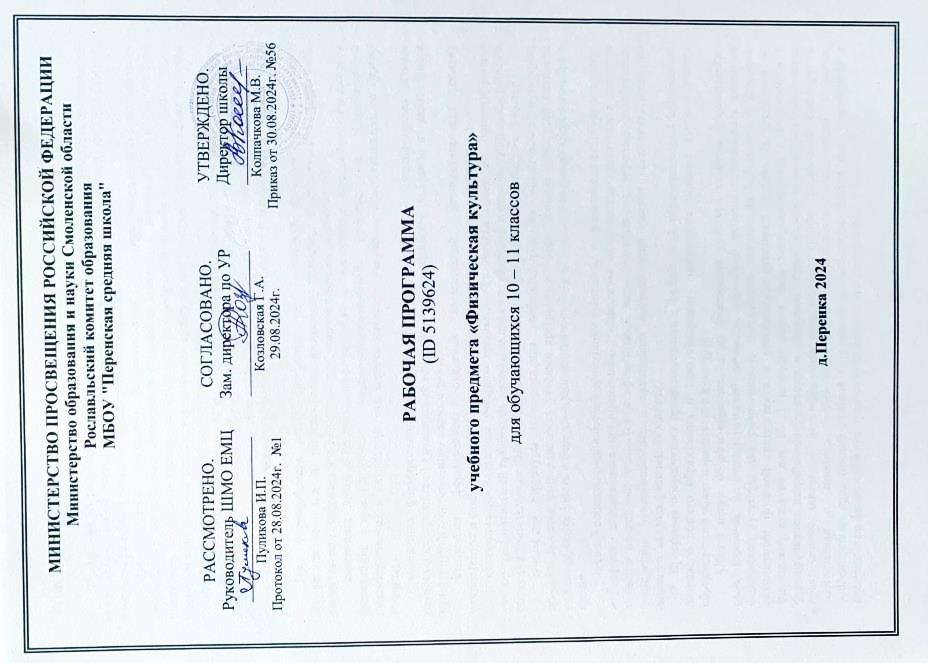 МИНИСТЕРСТВО ПРОСВЕЩЕНИЯ РОССИЙСКОЙ ФЕДЕРАЦИИ
Министерство образования и науки Смоленской области
Рославльский комитет образования
МБОУ "Перенская средняя школа"
РАССМОТРЕНО.
Руководитель ШМО ЕМЦ
Пуликова И.П.
Протокол от 28.08.2024г. №1
СОГЛАСОВАНО.
Зам. директора по УР
Козловская Г.А.
29.08.2024г.
УТВЕРЖДЕНО.
Директор школы
Колпачкова М.В.
Приказ от 30.08.2024г. №56
РАБОЧАЯ ПРОГРАММА
(ID 5139624)
учебного предмета «Физическая культура»
для обучающихся 10 – 11 классов
д.Перенка 2024